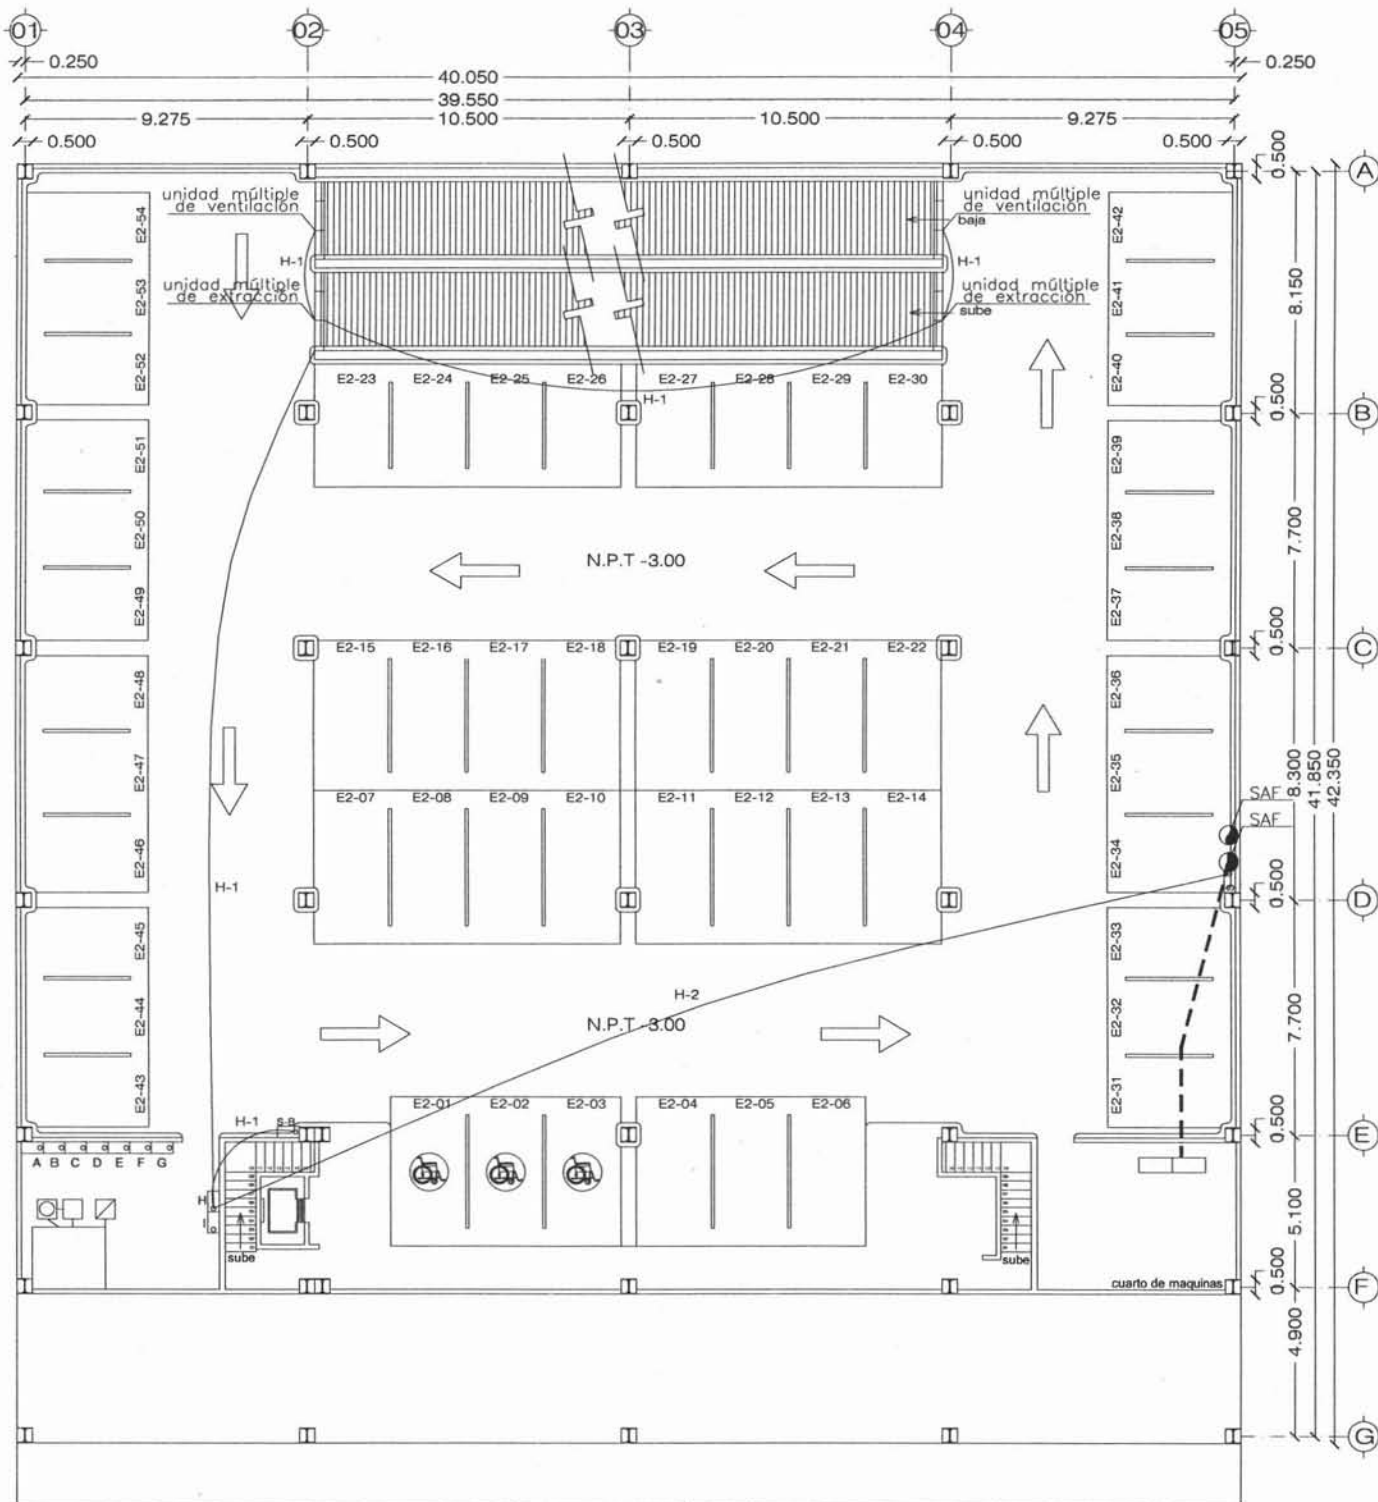 01 02 03 04 05
0.250 0.250
40.050
39.550
9.275 10.500 10.500 9.275
0.500 0.500 0.500 0.500 0.500
0.500
A
unidad múltiple
de ventilación
unidad múltiple
de ventilación
baja
H-1
H-1
unidad múltiple
de extracción
unidad múltiple
de extracción
sube
E2-54
E2-53
E2-52
E2-42
E2-41
E2-40
8.150
E2-23 E2-24 E2-25 E2-26 E2-27 E2-28 E2-29 E2-30
H-1
0.500
B
E2-51
E2-50
E2-49
E2-39
E2-38
E2-37
7.700
N.P.T -3.00
0.500
C
E2-15 E2-16 E2-17 E2-18 E2-19 E2-20 E2-21 E2-22
E2-48
E2-47
E2-46
E2-36
E2-35
E2-34
8.300
41.850
42.350
E2-07 E2-08 E2-09 E2-10 E2-11 E2-12 E2-13 E2-14
SAF
SAF
H-1
0.500
D
E2-45
E2-44
E2-43
E2-33
E2-32
E2-31
7.700
H-2
N.P.T -3.00
E2-01 E2-02 E2-03 E2-04 E2-05 E2-06
H-1 S-B
0.500
E
A B C D E F G
H
I
5.100
sube
sube
cuarto de maquinas
0.500
F
4.900
G